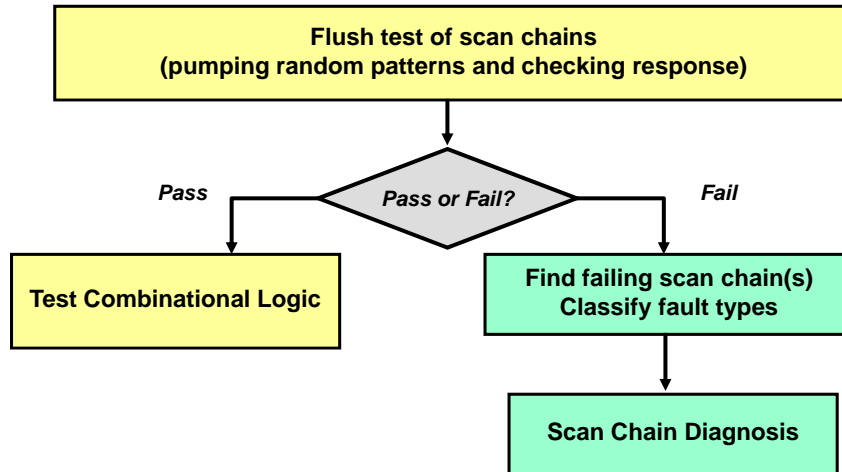 Flush test of scan chains
(pumping random patterns and checking response)
Pass
Pass or Fail?
Fail
Test Combinational Logic
Find failing scan chain(s)
Classify fault types
Scan Chain Diagnosis